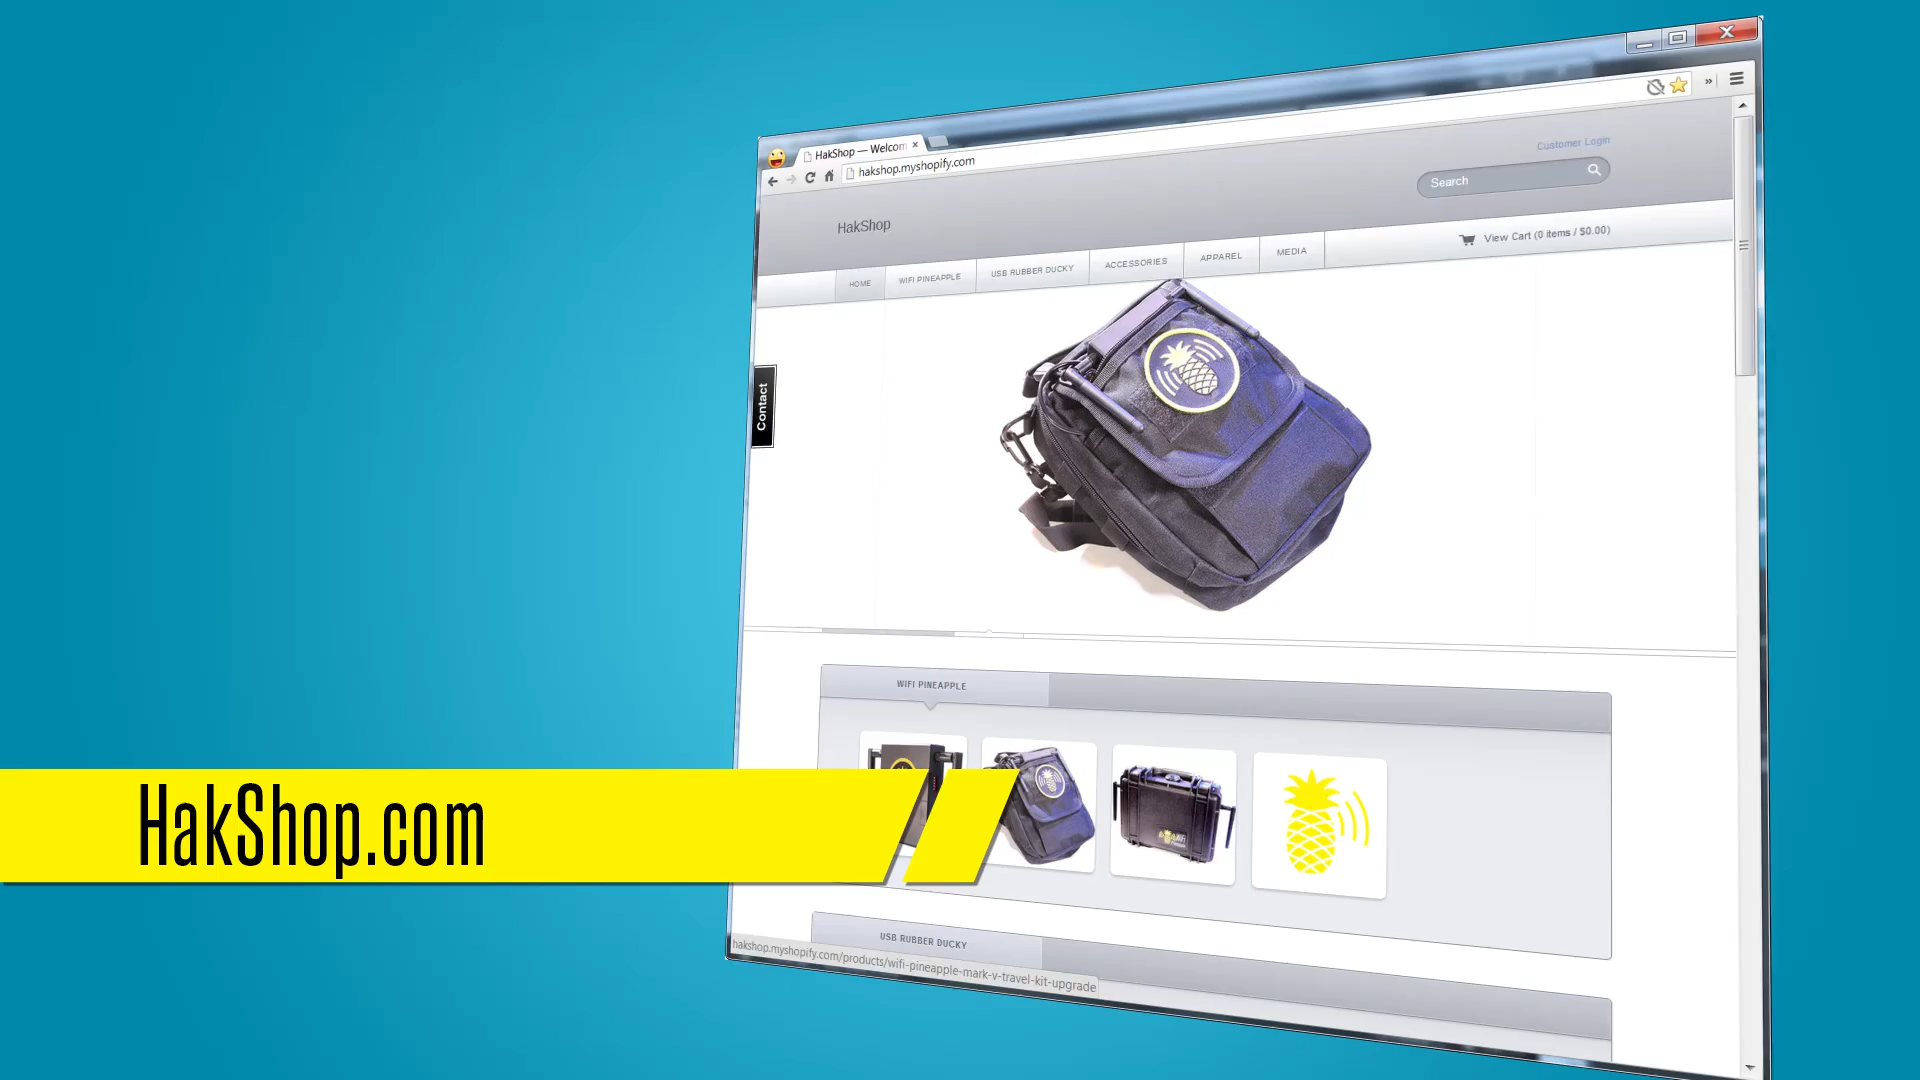 HakShop — Welcom
hakshop.myshopify.com
Customer Login
Search
HakShop
View Cart (0 items / $0.00)
HOME
WIFI PINEAPPLE
USB RUBBER DUCKY
ACCESSORIES
APPAREL
MEDIA
Contact
WIFI PINEAPPLE
HakShop.com
USB RUBBER DUCKY
hakshop.myshopify.com/products/wifi-pineapple-mark-v-travel-kit-upgrade